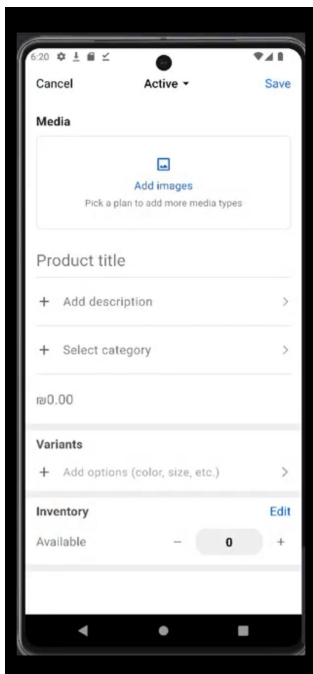 6:20
Cancel Active Save
Media
Add images
Pick a plan to add more media types
Product title
+ Add description
+ Select category
₪0.00
Variants
+ Add options (color, size, etc.)
Inventory Edit
Available − 0 +